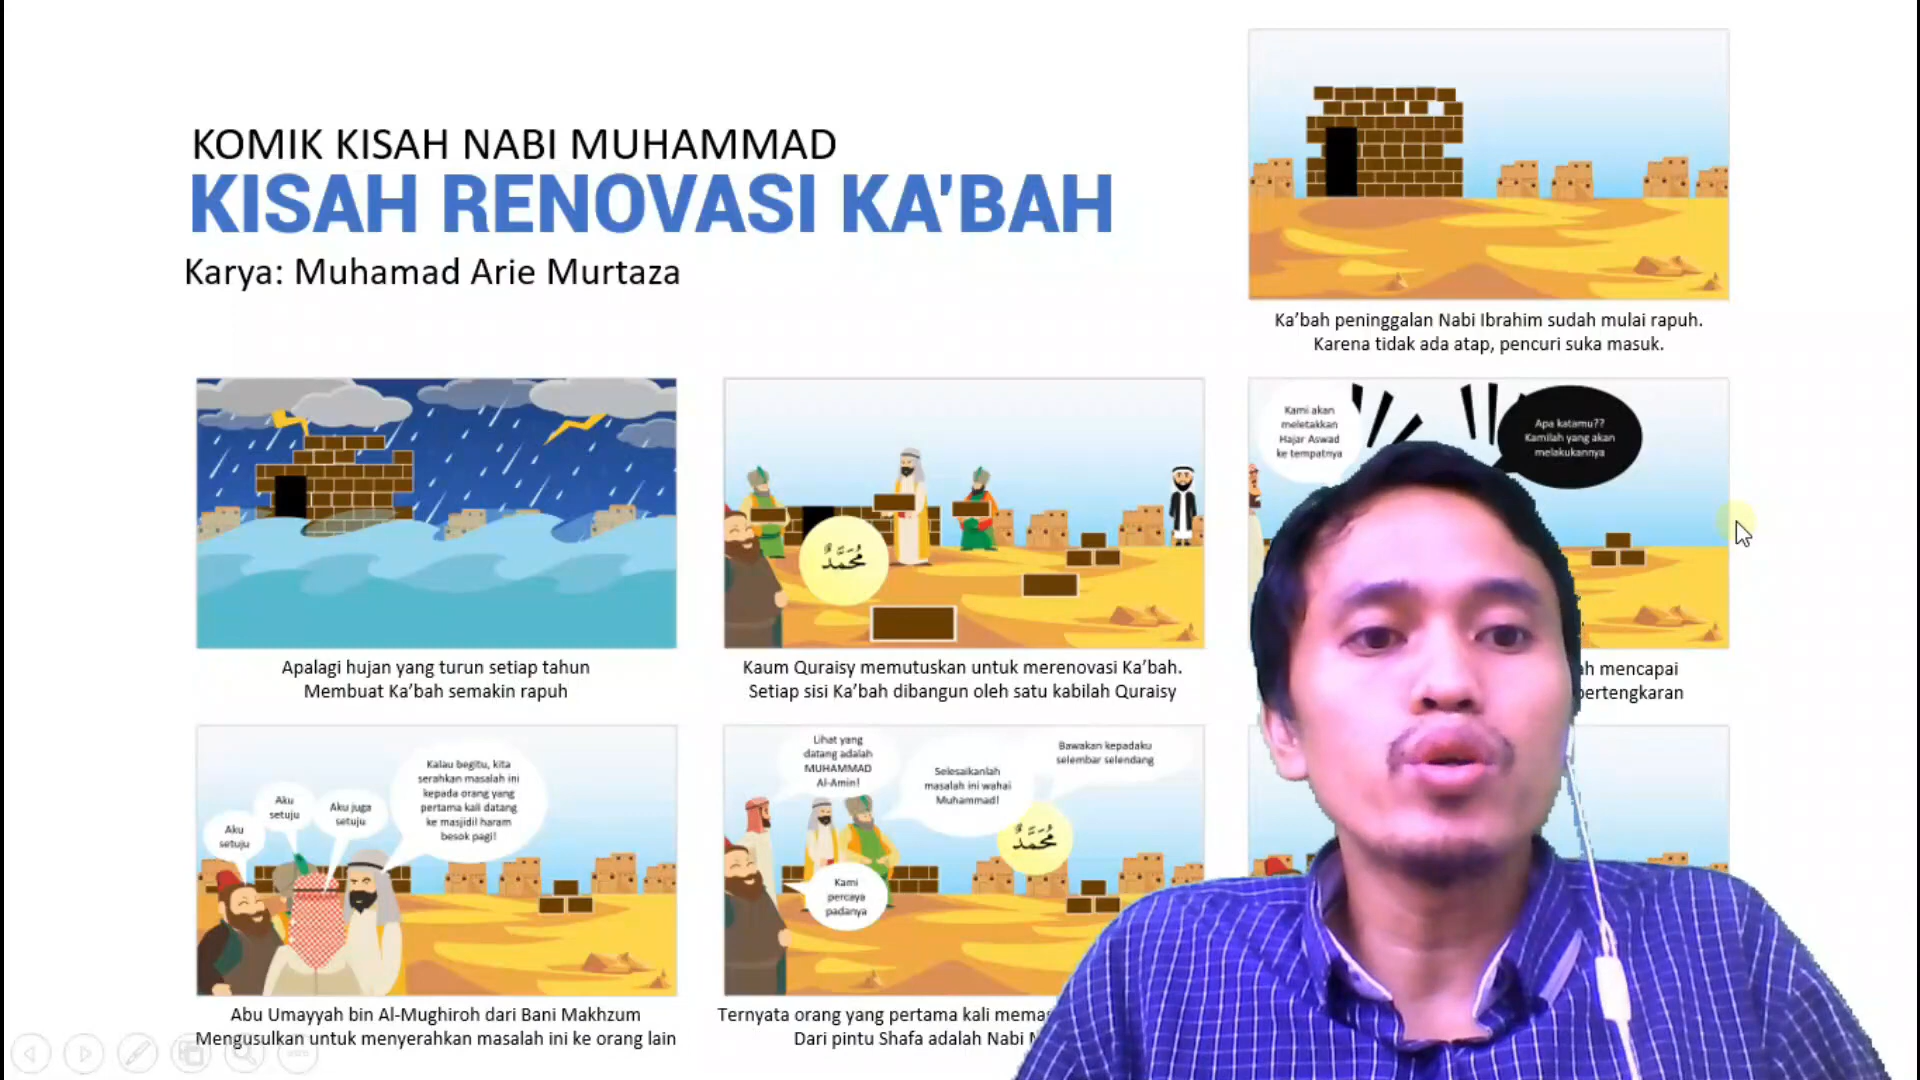 KOMIK KISAH NABI MUHAMMAD
KISAH RENOVASI KA'BAH
Karya: Muhamad Arie Murtaza
Ka'bah peninggalan Nabi Ibrahim sudah mulai rapuh.
Karena tidak ada atap, pencuri suka masuk.
Apalagi hujan yang turun setiap tahun
Membuat Ka'bah semakin rapuh
مُحَمَّدٌ
Kaum Quraisy memutuskan untuk merenovasi Ka'bah.
Setiap sisi Ka'bah dibangun oleh satu kabilah Quraisy
Kami akan
meletakkan
Hajar Aswad
ke tempatnya
Apa katamu??
Kamilah yang akan
melakukannya
mencapai
pertengkaran
Aku
setuju
Aku
setuju
Aku juga
setuju
Kalau begitu, kita
serahkan masalah ini
kepada orang yang
pertama kali datang
ke masjidil haram
besok pagi!
Abu Umayyah bin Al-Mughiroh dari Bani Makhzum
Mengusulkan untuk menyerahkan masalah ini ke orang lain
Lihat yang
datang adalah
MUHAMMAD
Al-Amin!
Selesaikanlah
masalah ini wahai
Muhammad!
Bawakan kepadaku
selembar selendang
مُحَمَّدٌ
Kami
percaya
padanya
Ternyata orang yang pertama kali
Dari pintu Shafa adalah Nabi